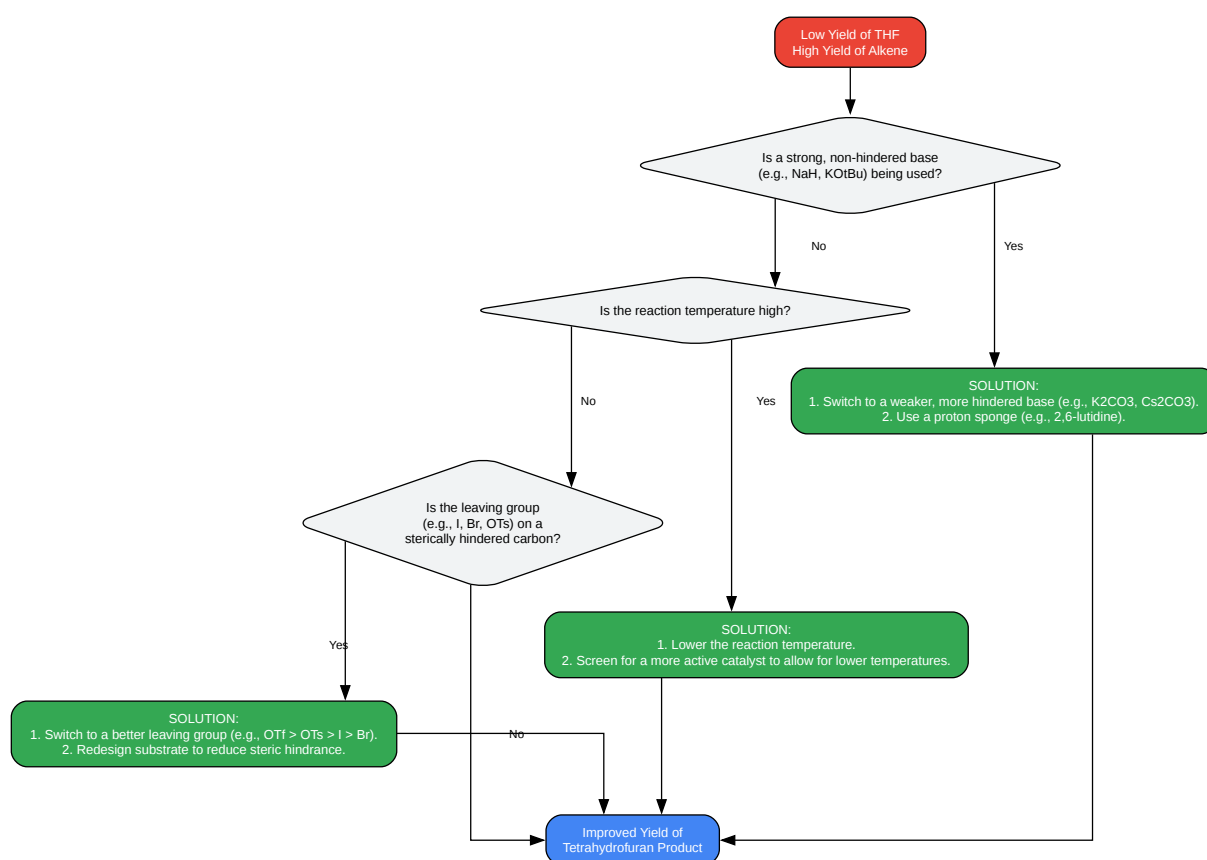 Low Yield of THF
High Yield of Alkene
Is a strong, non-hindered base
(e.g., NaH, KOtBu) being used?
No
Yes
Is the reaction temperature high?
No
Yes
SOLUTION:
1. Switch to a weaker, more hindered base (e.g., K2CO3, Cs2CO3).
2. Use a proton sponge (e.g., 2,6-lutidine).
Is the leaving group
(e.g., I, Br, OTs) on a
sterically hindered carbon?
Yes
SOLUTION:
1. Lower the reaction temperature.
2. Screen for a more active catalyst to allow for lower temperatures.
SOLUTION:
1. Switch to a better leaving group (e.g., OTf > OTs > I > Br).
2. Redesign substrate to reduce steric hindrance.
No
Improved Yield of
Tetrahydrofuran Product